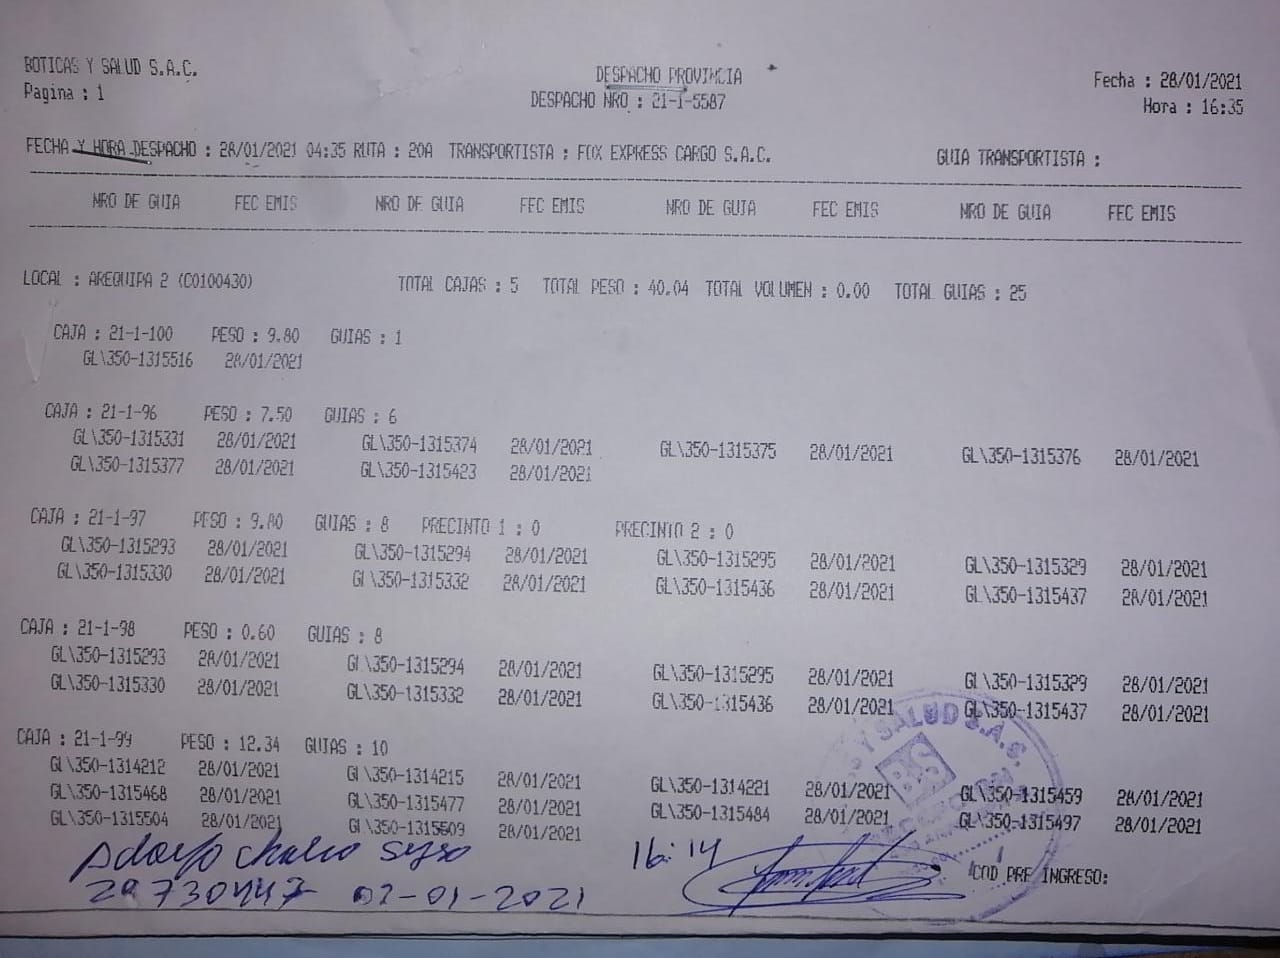 BOTICAS Y SALUD S.A.C. DESPACHO PROVINCIA Fecha : 28/01/2021
Pagina : 1 DESPACHO NRO : 21-1-5587 Hora : 16:35
FECHA Y HORA DESPACHO : 28/01/2021 04:35 RUTA : 20A TRANSPORTISTA : FOX EXPRESS CARGO S.A.C. GUIA TRANSPORTISTA :
NRO DE GUIA FEC EMIS NRO DE GUIA FEC EMIS NRO DE GUIA FEC EMIS NRO DE GUIA FEC EMIS
LOCAL : AREQUIPA 2 (C0100430) TOTAL CAJAS : 5 TOTAL PESO : 40.04 TOTAL VOLUMEN : 0.00 TOTAL GUIAS : 25
CAJA : 21-1-100 PESO : 9.80 GUIAS : 1
GL\350-1315516 28/01/2021
CAJA : 21-1-96 PESO : 7.50 GUIAS : 6
GL\350-1315331 28/01/2021 GL\350-1315374 28/01/2021 GL\350-1315375 28/01/2021 GL\350-1315376 28/01/2021
GL\350-1315377 28/01/2021 GL\350-1315423 28/01/2021
CAJA : 21-1-97 PESO : 9.80 GUIAS : 8 PRECINTO 1 : 0 PRECINTO 2 : 0
GL\350-1315293 28/01/2021 GL\350-1315294 28/01/2021 GL\350-1315295 28/01/2021 GL\350-1315329 28/01/2021
GL\350-1315330 28/01/2021 GL\350-1315332 28/01/2021 GL\350-1315436 28/01/2021 GL\350-1315437 28/01/2021
CAJA : 21-1-98 PESO : 0.60 GUIAS : 8
GL\350-1315293 28/01/2021 GL\350-1315294 28/01/2021 GL\350-1315295 28/01/2021 GL\350-1315329 28/01/2021
GL\350-1315330 28/01/2021 GL\350-1315332 28/01/2021 GL\350-1315436 28/01/2021 GL\350-1315437 28/01/2021
CAJA : 21-1-99 PESO : 12.34 GUIAS : 10
GL\350-1314212 28/01/2021 GL\350-1314215 28/01/2021 GL\350-1314221 28/01/2021 GL\350-1315459 28/01/2021
GL\350-1315468 28/01/2021 GL\350-1315477 28/01/2021 GL\350-1315484 28/01/2021 GL\350-1315497 28/01/2021
GL\350-1315504 28/01/2021 GL\350-1315509 28/01/2021
Y SALUD S.A.C.
BYS
Adolfo 16:14
02-01-2021 COD PRE INGRESO: